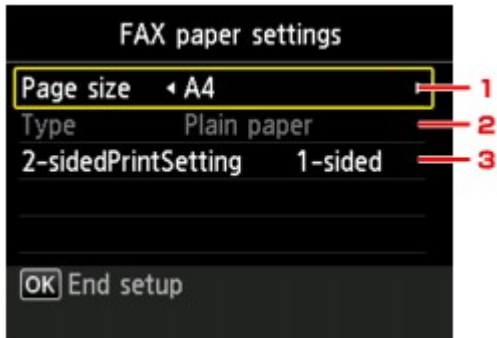 FAX paper settings
Page size A4 1
Type Plain paper 2
2-sidedPrintSetting 1-sided 3
OK End setup